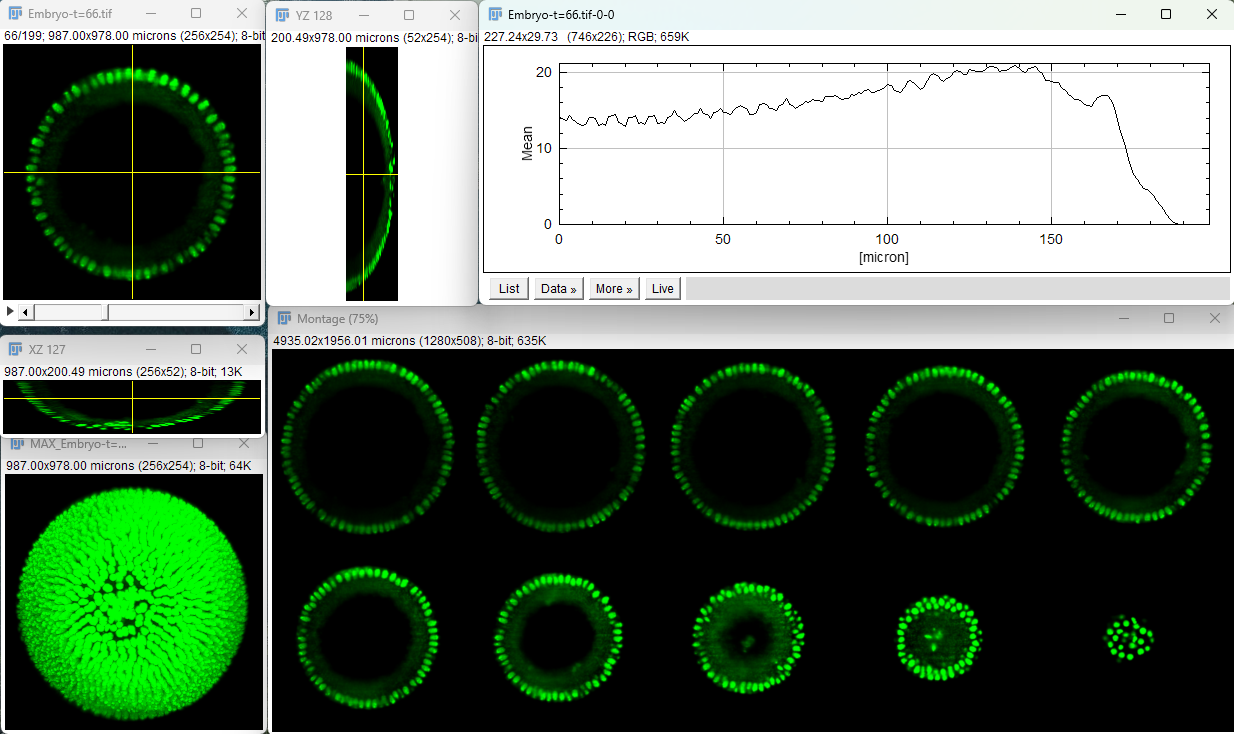 Embryo-t=66.tif
66/199; 987.00x978.00 microns (256x254); 8-bit
YZ 128
200.49x978.00 microns (52x254); 8-bi
Embryo-t=66.tif-0-0
227.24x29.73 (746x226); RGB; 659K
20
10
0
Mean
0 50 100 150
[micron]
List Data » More » Live
XZ 127
987.00x200.49 microns (256x52); 8-bit; 13K
MAX_Embryo-t=...
987.00x978.00 microns (256x254); 8-bit; 64K
Montage (75%)
4935.02x1956.01 microns (1280x508); 8-bit; 635K